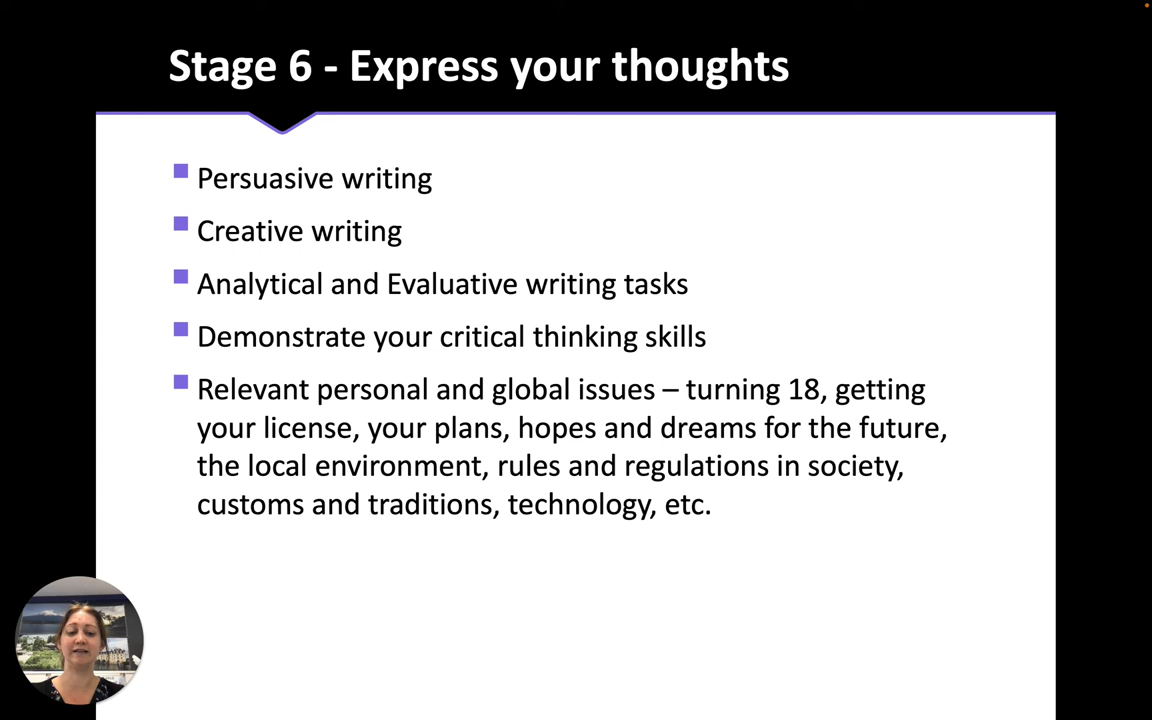 Stage 6 - Express your thoughts
Persuasive writing
Creative writing
Analytical and Evaluative writing tasks
Demonstrate your critical thinking skills
Relevant personal and global issues – turning 18, getting
your license, your plans, hopes and dreams for the future,
the local environment, rules and regulations in society,
customs and traditions, technology, etc.